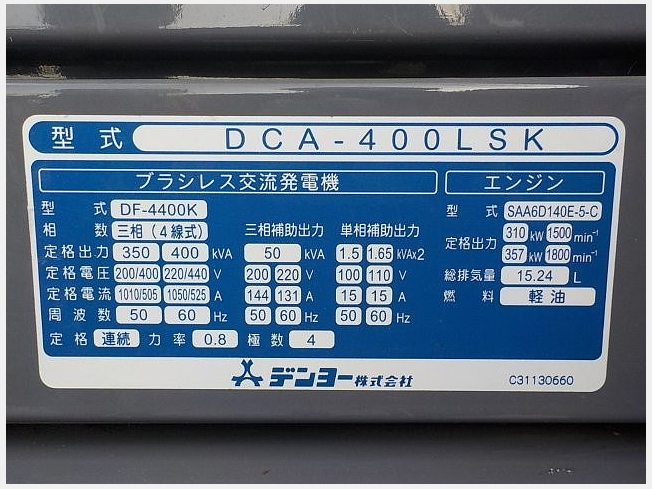 型式 DCA-400LSK
ブラシレス交流発電機 エンジン
型式 DF-4400K
相数 三相(4線式) 三相補助出力 単相補助出力
定格出力 350 400 kVA 50 kVA 1.5 1.65 kVA×2
定格電圧 200/400 220/440 V 200 220 V 100 110 V
定格電流 1010/505 1050/525 A 144 131 A 15 15 A
周波数 50 60 Hz 50 60 Hz 50 60 Hz
定格 連続 力率 0.8 極数 4
型式 SAA6D140E-5-C
定格出力 310 kW 1500 min⁻¹
357 kW 1800 min⁻¹
総排気量 15.24 L
燃料 軽油
デンヨー株式会社 C31130660